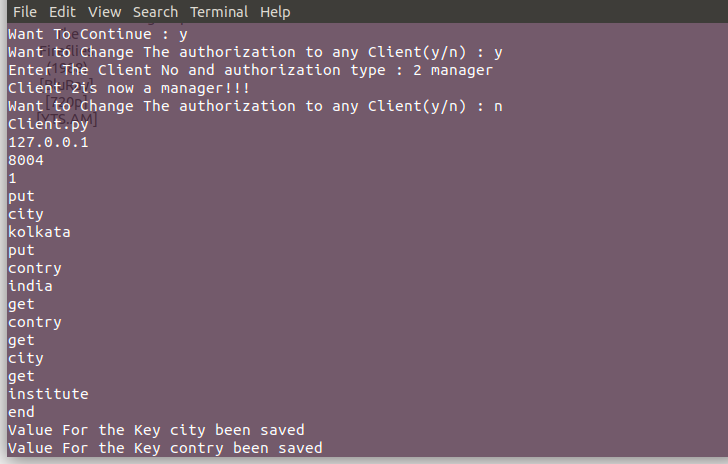 File Edit View Search Terminal Help
Want To Continue : y
Want to Change The authorization to any Client(y/n) : y
Enter The Client No and authorization type : 2 manager
Client 2is now a manager!!!
Want to Change The authorization to any Client(y/n) : n
Client.py
127.0.0.1
8004
1
put
city
kolkata
put
contry
india
get
contry
get
city
get
institute
end
Value For the Key city been saved
Value For the Key contry been saved
[YTS.AM]